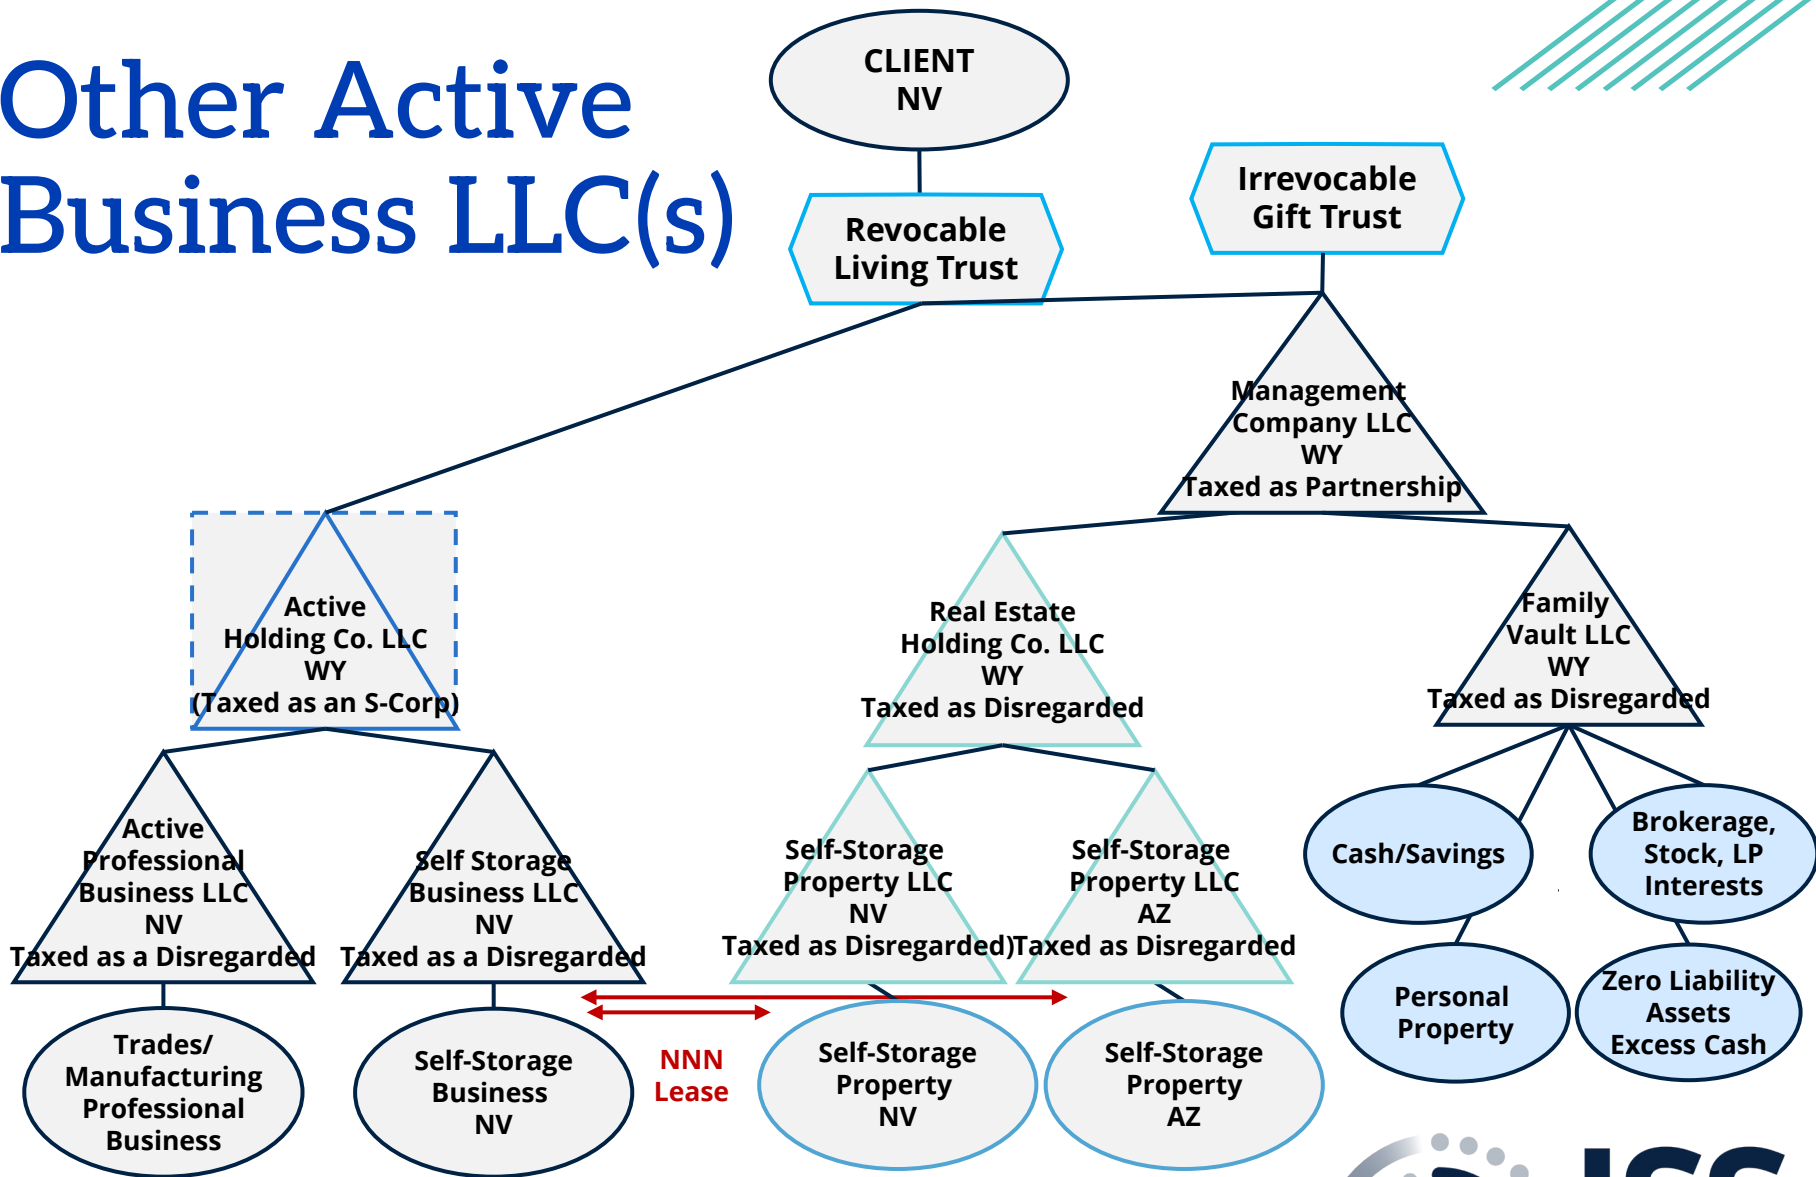 Other Active
Business LLC(s)
CLIENT
NV
Revocable
Living Trust
Irrevocable
Gift Trust
Management
Company LLC
WY
Taxed as Partnership
Active
Holding Co. LLC
WY
(Taxed as an S-Corp)
Real Estate
Holding Co. LLC
WY
Taxed as Disregarded
Family
Vault LLC
WY
Taxed as Disregarded
Active
Professional
Business LLC
NV
Taxed as a Disregarded
Self Storage
Business LLC
NV
Taxed as a Disregarded
Self-Storage
Property LLC
NV
Taxed as Disregarded)
Self-Storage
Property LLC
AZ
Taxed as Disregarded
Cash/Savings
Brokerage,
Stock, LP
Interests
Personal
Property
Zero Liability
Assets
Excess Cash
Trades/
Manufacturing
Professional
Business
Self-Storage
Business
NV
NNN
Lease
Self-Storage
Property
NV
Self-Storage
Property
AZ